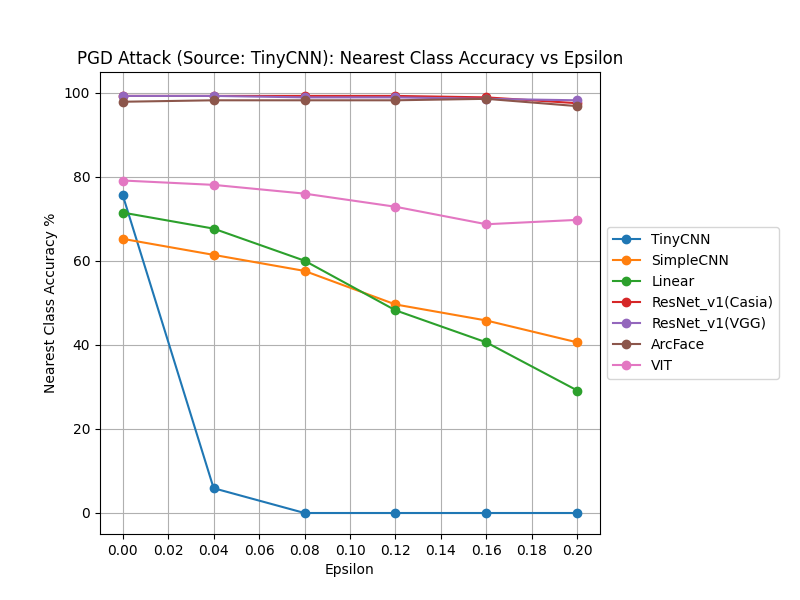 PGD Attack (Source: TinyCNN): Nearest Class Accuracy vs Epsilon
Nearest Class Accuracy %
100
80
60
40
20
0
0.00 0.02 0.04 0.06 0.08 0.10 0.12 0.14 0.16 0.18 0.20
Epsilon
TinyCNN
SimpleCNN
Linear
ResNet_v1(Casia)
ResNet_v1(VGG)
ArcFace
VIT